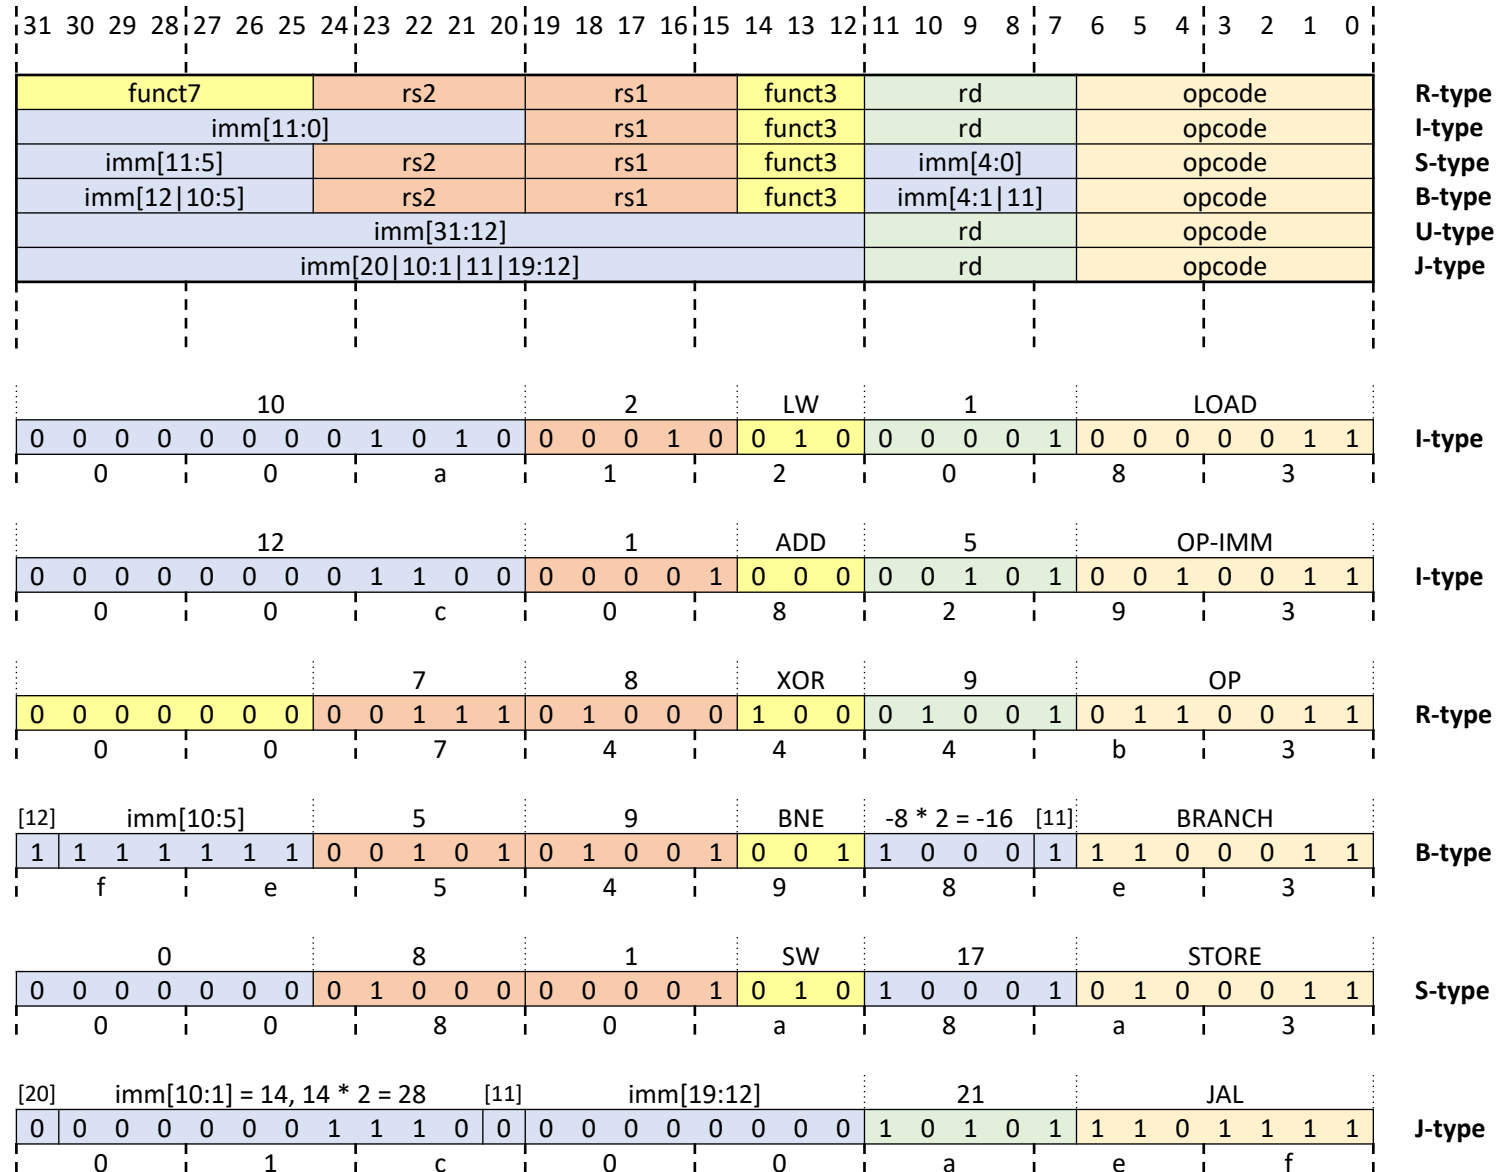 31 30 29 28 27 26 25 24 23 22 21 20 19 18 17 16 15 14 13 12 11 10 9 8 7 6 5 4 3 2 1 0
funct7 rs2 rs1 funct3 rd opcode R-type
imm[11:0] rs1 funct3 rd opcode I-type
imm[11:5] rs2 rs1 funct3 imm[4:0] opcode S-type
imm[12|10:5] rs2 rs1 funct3 imm[4:1|11] opcode B-type
imm[31:12] rd opcode U-type
imm[20|10:1|11|19:12] rd opcode J-type
10 2 LW 1 LOAD
0 0 0 0 0 0 0 0 1 0 1 0 0 0 0 1 0 0 1 0 0 0 0 0 1 0 0 0 0 0 1 1 I-type
0 0 a 1 2 0 8 3
12 1 ADD 5 OP-IMM
0 0 0 0 0 0 0 0 1 1 0 0 0 0 0 0 1 0 0 0 0 0 1 0 1 0 0 1 0 0 1 1 I-type
0 0 c 0 8 2 9 3
7 8 XOR 9 OP
0 0 0 0 0 0 0 0 0 1 1 1 0 1 0 0 0 1 0 0 0 1 0 0 1 0 1 1 0 0 1 1 R-type
0 0 7 4 4 4 b 3
[12] imm[10:5] 5 9 BNE -8 * 2 = -16 [11] BRANCH
1 1 1 1 1 1 1 0 0 1 0 1 0 1 0 0 1 0 0 1 1 0 0 0 1 1 1 0 0 0 1 1 B-type
f e 5 4 9 8 e 3
0 8 1 SW 17 STORE
0 0 0 0 0 0 0 0 1 0 0 0 0 0 0 0 1 0 1 0 1 0 0 0 1 0 1 0 0 0 1 1 S-type
0 0 8 0 a 8 a 3
[20] imm[10:1] = 14, 14 * 2 = 28 [11] imm[19:12] 21 JAL
0 0 0 0 0 0 0 1 1 1 0 0 0 0 0 0 0 0 0 0 1 0 1 0 1 1 1 0 1 1 1 1 J-type
0 1 c 0 0 a e f